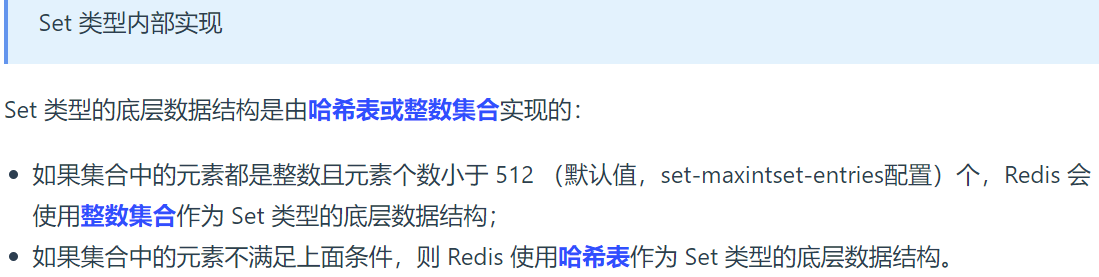 Set 类型内部实现
Set 类型的底层数据结构是由哈希表或整数集合实现的：
如果集合中的元素都是整数且元素个数小于 512 （默认值，set-maxintset-entries配置）个，Redis 会
使用整数集合作为 Set 类型的底层数据结构；
如果集合中的元素不满足上面条件，则 Redis 使用哈希表作为 Set 类型的底层数据结构。